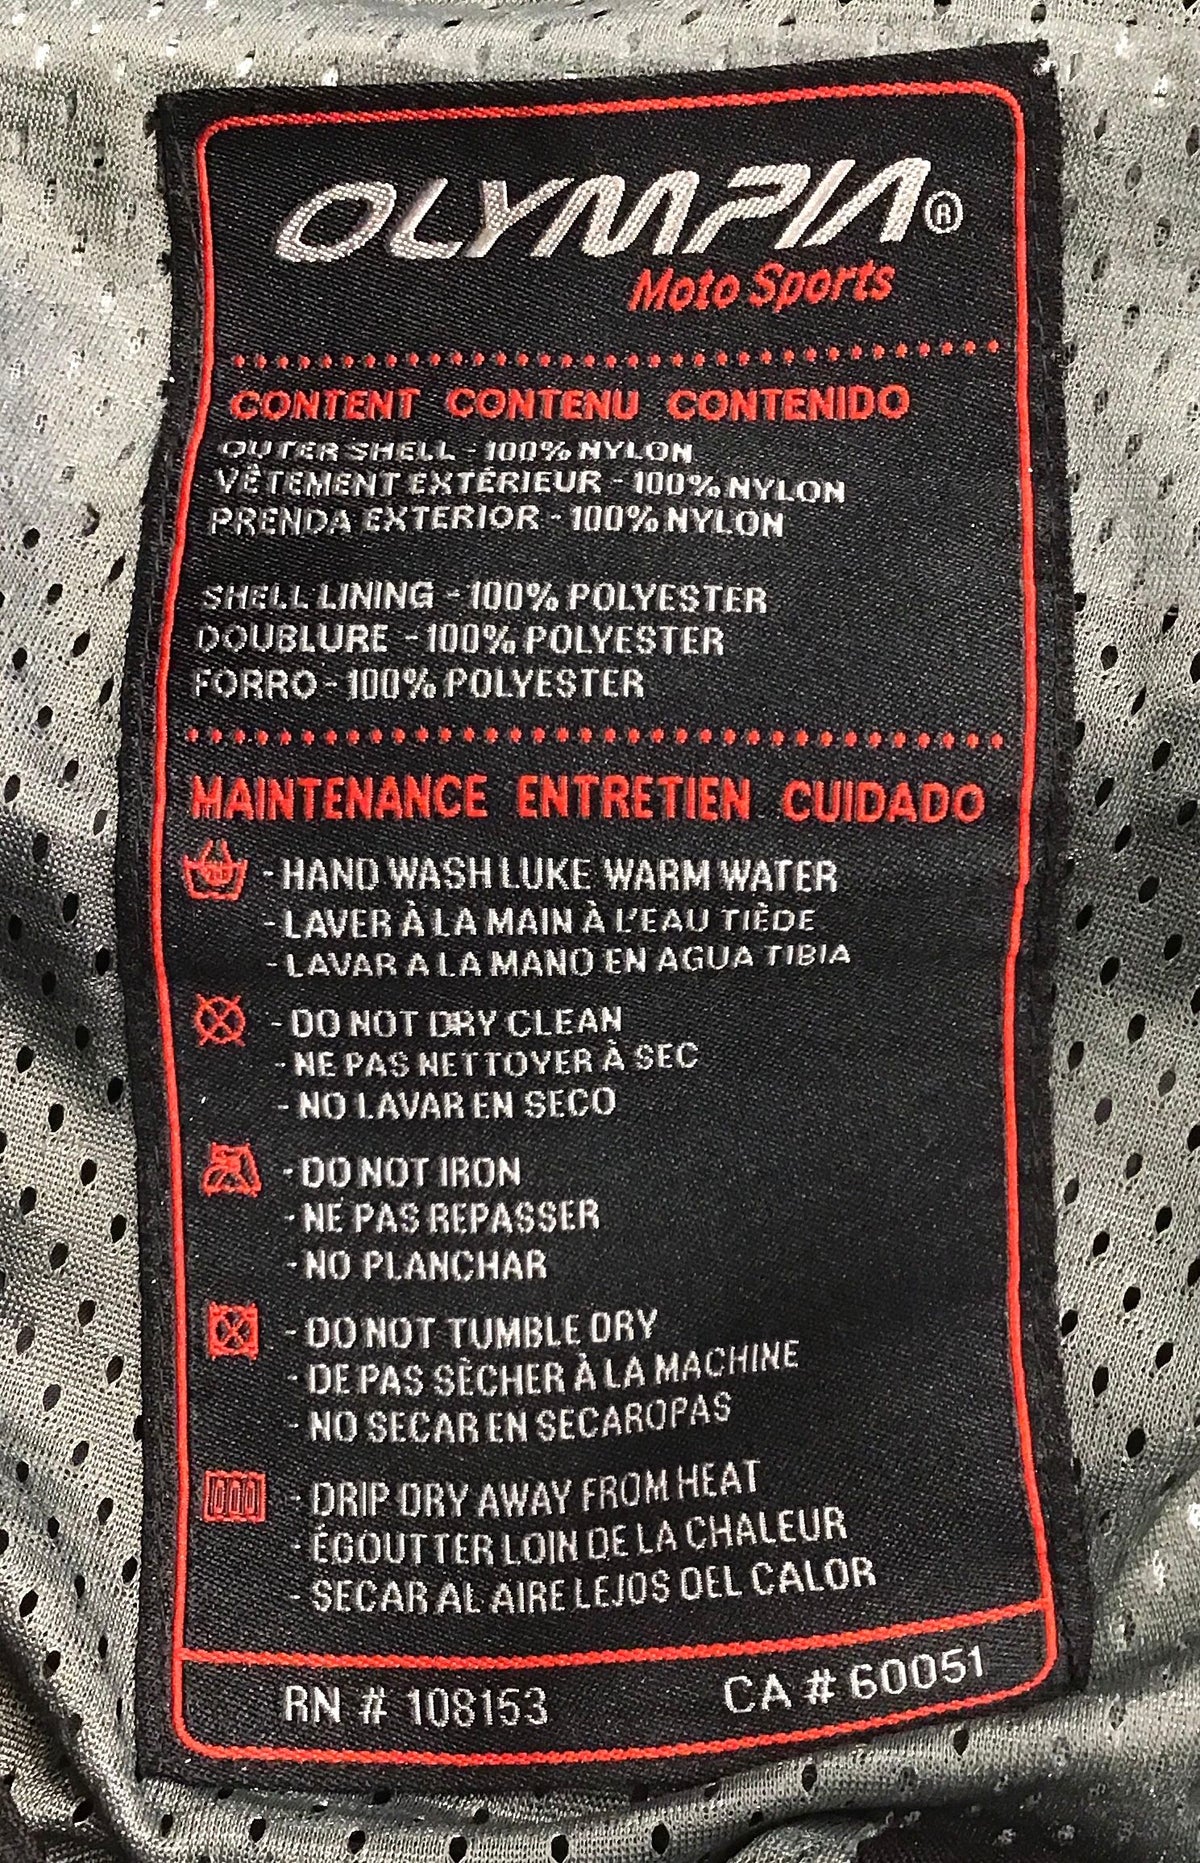 OLYMPIA®
Moto Sports
CONTENT CONTENU CONTENIDO
OUTER SHELL - 100% NYLON
VÊTEMENT EXTÉRIEUR - 100% NYLON
PRENDA EXTERIOR - 100% NYLON
SHELL LINING - 100% POLYESTER
DOUBLURE - 100% POLYESTER
FORRO - 100% POLYESTER
MAINTENANCE ENTRETIEN CUIDADO
- HAND WASH LUKE WARM WATER
- LAVER À LA MAIN À L'EAU TIÈDE
- LAVAR A LA MANO EN AGUA TIBIA
- DO NOT DRY CLEAN
- NE PAS NETTOYER À SEC
- NO LAVAR EN SECO
- DO NOT IRON
- NE PAS REPASSER
- NO PLANCHAR
- DO NOT TUMBLE DRY
- DE PAS SÈCHER À LA MACHINE
- NO SECAR EN SECAROPAS
- DRIP DRY AWAY FROM HEAT
- ÉGOUTTER LOIN DE LA CHALEUR
- SECAR AL AIRE LEJOS DEL CALOR
RN # 108153 CA # 60051